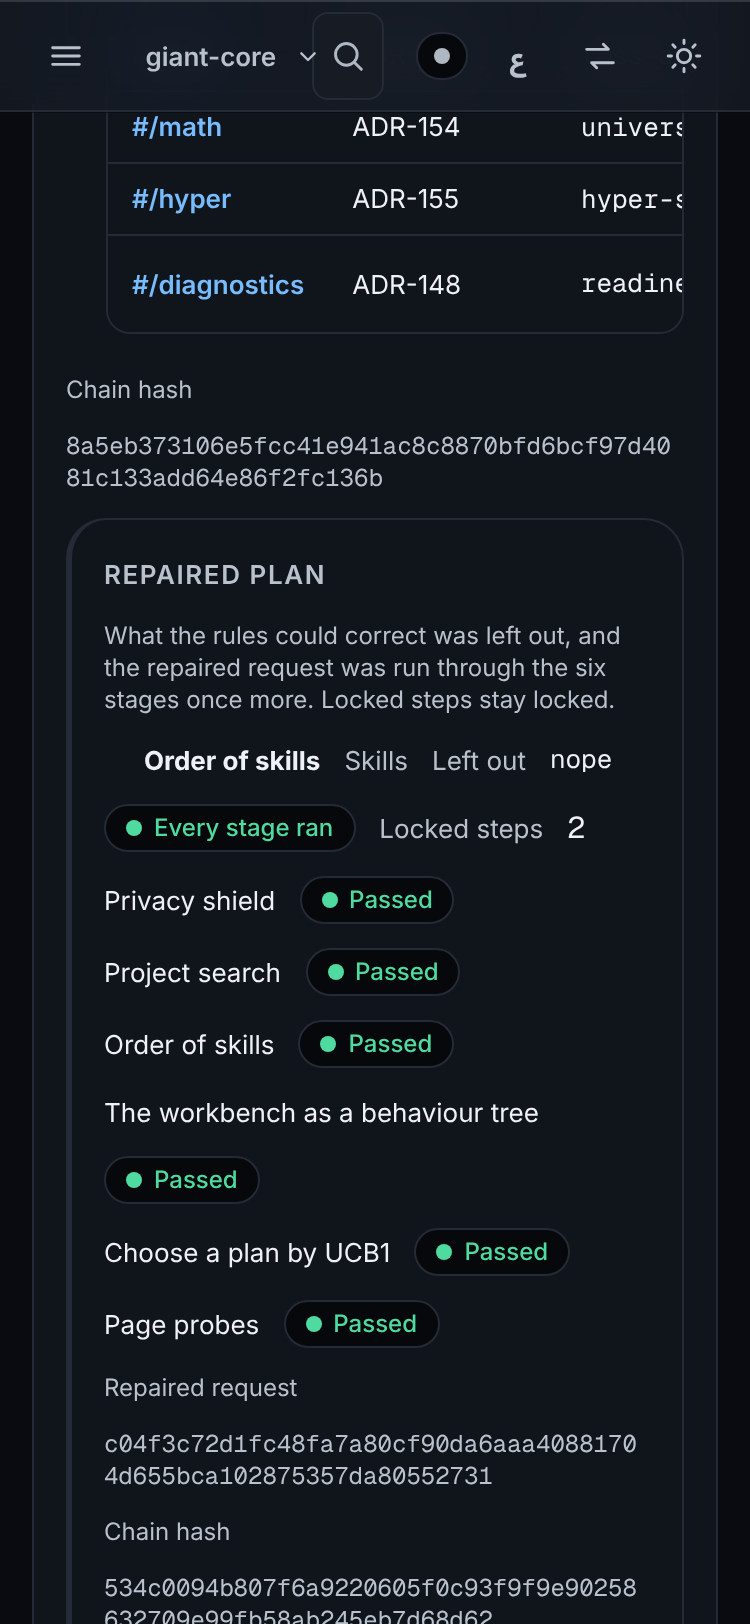 giant-core
ع
#/math ADR-154 univers
#/hyper ADR-155 hyper-s
#/diagnostics ADR-148 readine
Chain hash
8a5eb373106e5fcc41e941ac8c8870bfd6bcf97d40
81c133add64e86f2fc136b
REPAIRED PLAN
What the rules could correct was left out, and
the repaired request was run through the six
stages once more. Locked steps stay locked.
Order of skills Skills Left out nope
Every stage ran Locked steps 2
Privacy shield Passed
Project search Passed
Order of skills Passed
The workbench as a behaviour tree
Passed
Choose a plan by UCB1 Passed
Page probes Passed
Repaired request
c04f3c72d1fc48fa7a80cf90da6aaa4088170
4d655bca102875357da80552731
Chain hash
534c0094b807f6a9220605f0c93f9f9e90258
632709e99fb58ab245eb7d68d62